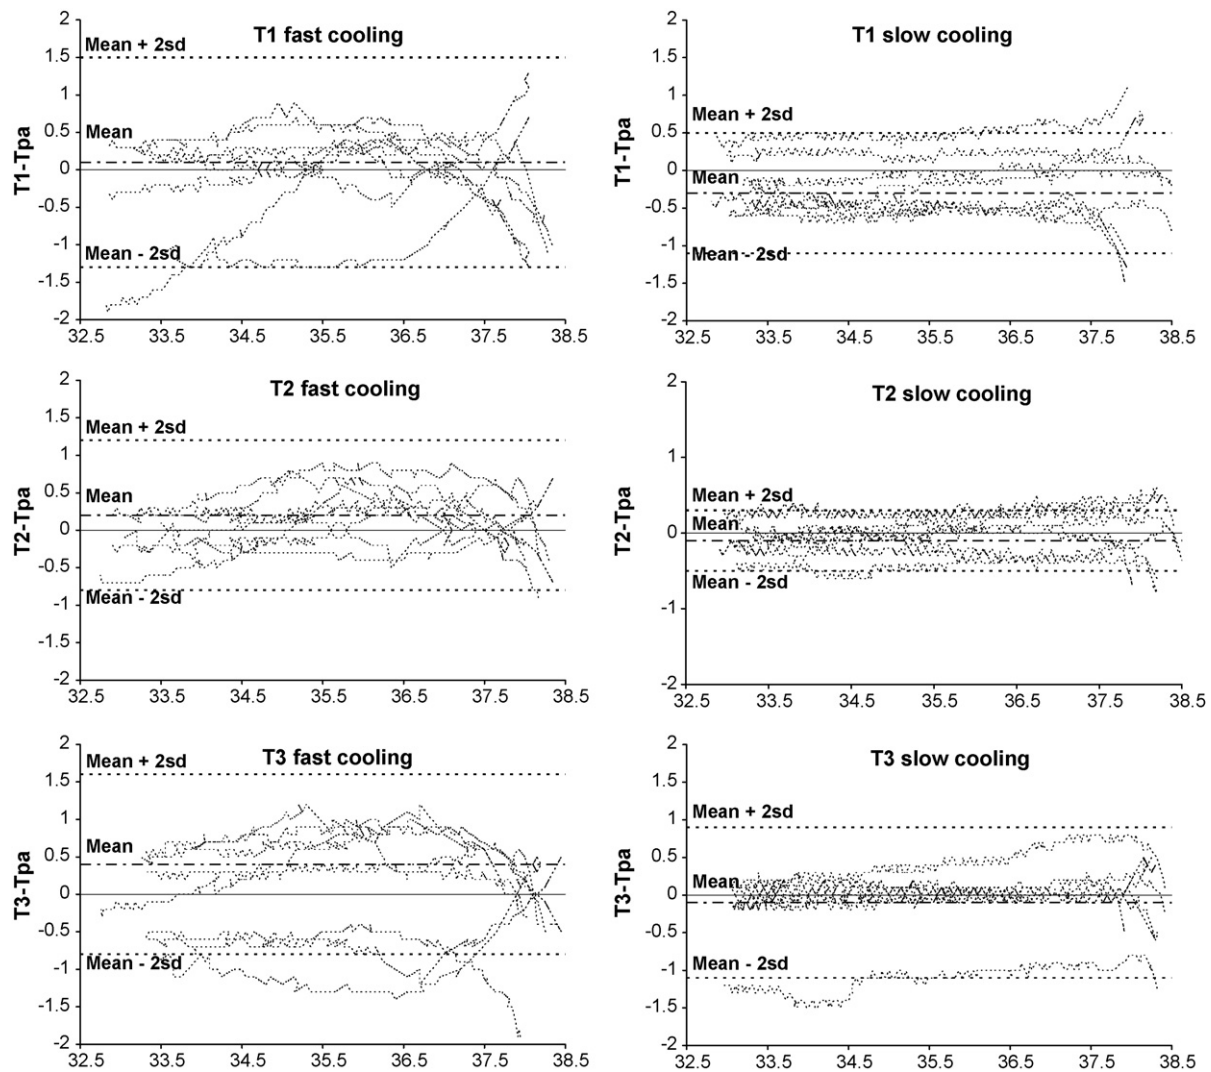 T1 fast cooling
T1-Tpa
2
1.5
1
0.5
0
-0.5
-1
-1.5
-2
Mean + 2sd
Mean
Mean - 2sd
32.5 33.5 34.5 35.5 36.5 37.5 38.5
T1 slow cooling
T1-Tpa
2
1.5
1
0.5
0
-0.5
-1
-1.5
-2
Mean + 2sd
Mean
Mean - 2sd
32.5 33.5 34.5 35.5 36.5 37.5 38.5
T2 fast cooling
T2-Tpa
2
1.5
1
0.5
0
-0.5
-1
-1.5
-2
Mean + 2sd
Mean
Mean - 2sd
32.5 33.5 34.5 35.5 36.5 37.5 38.5
T2 slow cooling
T2-Tpa
2
1
0
-1
-2
Mean + 2sd
Mean
Mean - 2sd
32.5 33.5 34.5 35.5 36.5 37.5 38.5
T3 fast cooling
T3-Tpa
2
1.5
1
0.5
0
-0.5
-1
-1.5
-2
Mean + 2sd
Mean
Mean - 2sd
32.5 33.5 34.5 35.5 36.5 37.5 38.5
T3 slow cooling
T3-Tpa
2
1.5
1
0.5
0
-0.5
-1
-1.5
-2
Mean + 2sd
Mean
Mean - 2sd
32.5 33.5 34.5 35.5 36.5 37.5 38.5